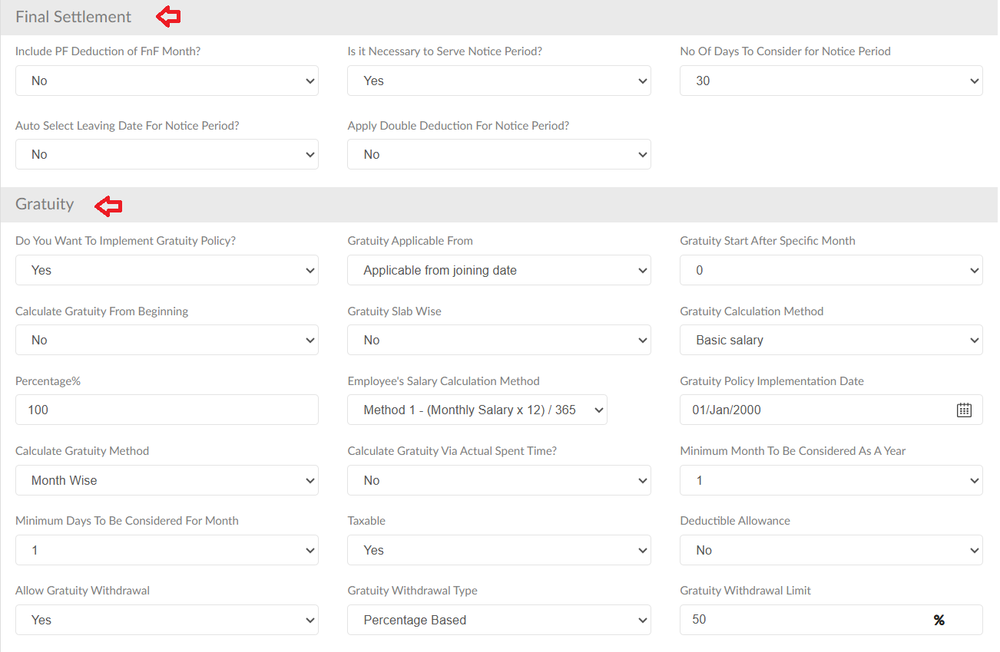 Final Settlement
Include PF Deduction of FnF Month? Is it Necessary to Serve Notice Period? No Of Days To Consider for Notice Period
No Yes 30
Auto Select Leaving Date For Notice Period? Apply Double Deduction For Notice Period?
No No
Gratuity
Do You Want To Implement Gratuity Policy? Gratuity Applicable From Gratuity Start After Specific Month
Yes Applicable from joining date 0
Calculate Gratuity From Beginning Gratuity Slab Wise Gratuity Calculation Method
No No Basic salary
Percentage% Employee's Salary Calculation Method Gratuity Policy Implementation Date
100 Method 1 - (Monthly Salary x 12) / 365 01/Jan/2000
Calculate Gratuity Method Calculate Gratuity Via Actual Spent Time? Minimum Month To Be Considered As A Year
Month Wise No 1
Minimum Days To Be Considered For Month Taxable Deductible Allowance
1 Yes No
Allow Gratuity Withdrawal Gratuity Withdrawal Type Gratuity Withdrawal Limit
Yes Percentage Based 50 %